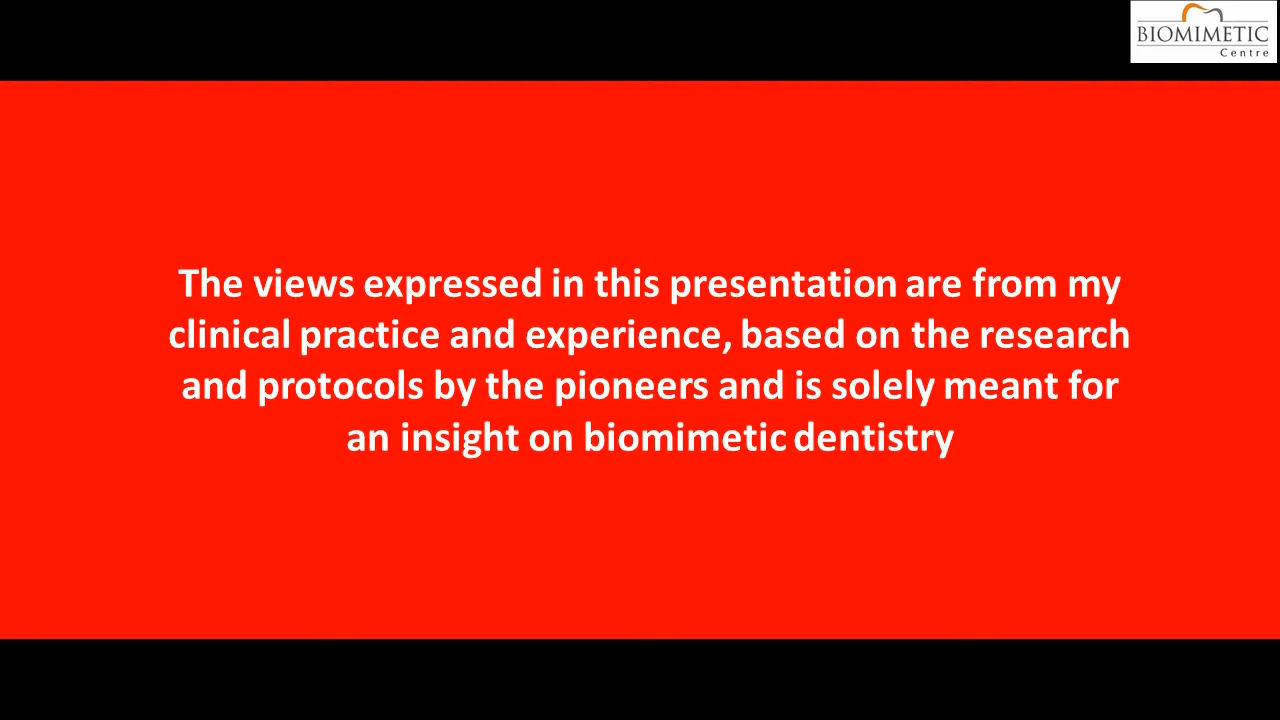 BIOMIMETIC
Centre
The views expressed in this presentation are from my
clinical practice and experience, based on the research
and protocols by the pioneers and is solely meant for
an insight on biomimetic dentistry